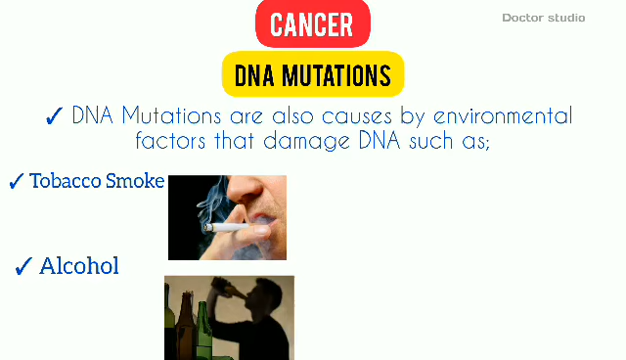 Doctor studio
CANCER
DNA MUTATIONS
✓ DNA Mutations are also causes by environmental
factors that damage DNA such as;
✓ Tobacco Smoke
✓ Alcohol